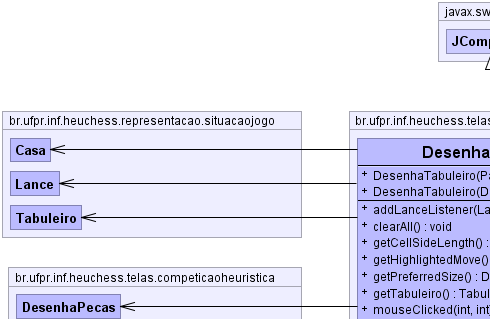 javax.sw
JComp
br.ufpr.inf.heuchess.representacao.situacaojogo
Casa
Lance
Tabuleiro
br.ufpr.inf.heuchess.telas
Desenha
+ DesenhaTabuleiro(Pa
+ DesenhaTabuleiro(D
+ addLanceListener(La
+ clearAll() : void
+ getCellSideLength() :
+ getHighlightedMove()
+ getPreferredSize() : D
+ getTabuleiro() : Tabul
+ mouseClicked(int, int)
br.ufpr.inf.heuchess.telas.competicaoheuristica
DesenhaPecas